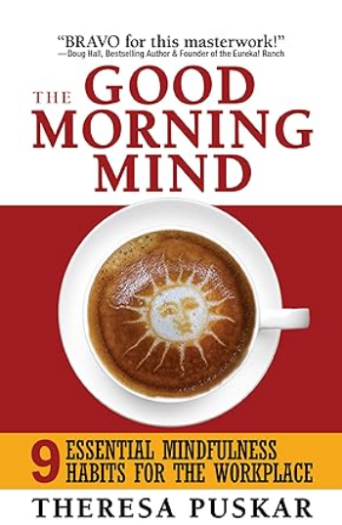 “BRAVO for this masterwork!”
—Doug Hall, Bestselling Author & Founder of the Eureka! Ranch
THE GOOD
MORNING
MIND
9 ESSENTIAL MINDFULNESS
HABITS FOR THE WORKPLACE
THERESA PUSKAR